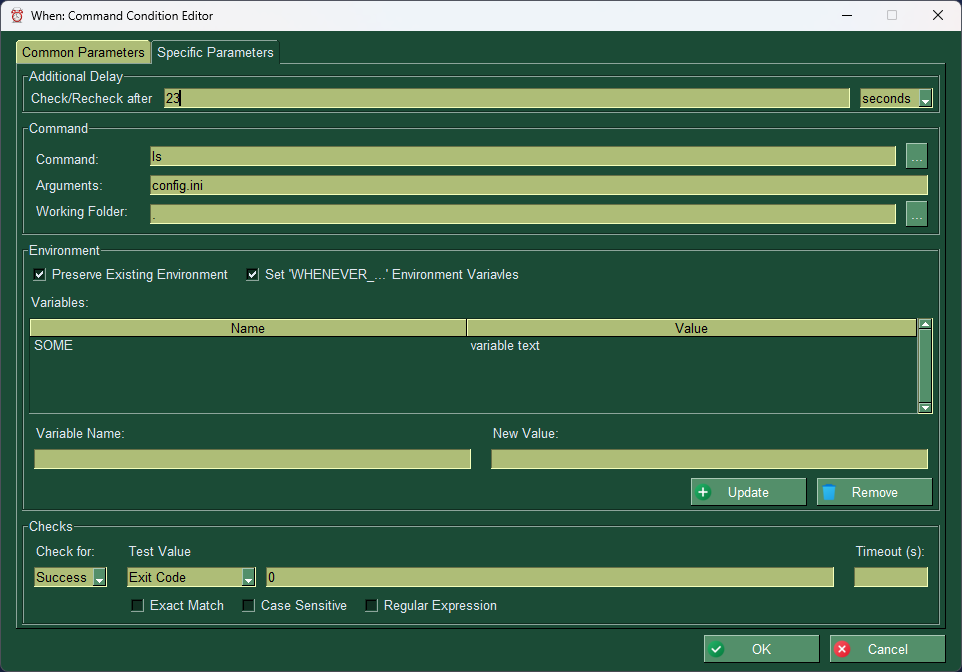 When: Command Condition Editor
Common Parameters Specific Parameters
Additional Delay
Check/Recheck after 23 seconds
Command
Command: ls ...
Arguments: config.ini
Working Folder: . ...
Environment
Preserve Existing Environment Set 'WHENEVER_...' Environment Variavles
Variables:
Name Value
SOME variable text
Variable Name: New Value:
Update Remove
Checks
Check for: Test Value Timeout (s):
Success Exit Code 0
Exact Match Case Sensitive Regular Expression
OK Cancel